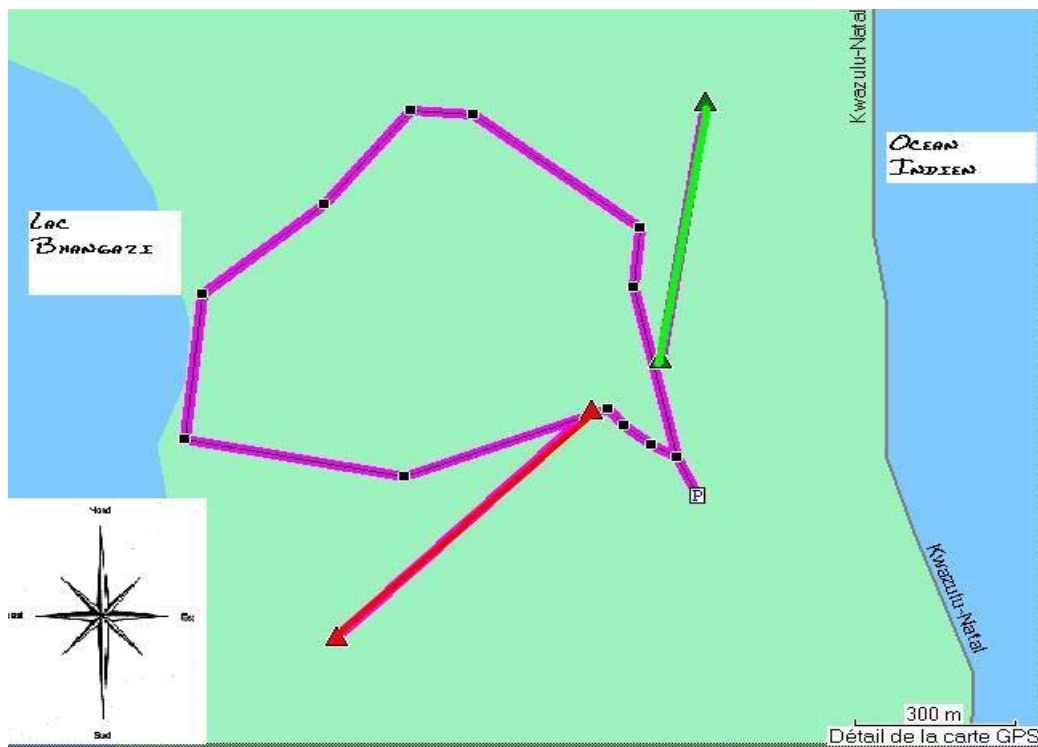 Kwazulu-Natal
OCEAN
INDIEN
LAC
BHANGAZI
P
Nord
Est
Sud
Kwazulu-Natal
300 m
Détail de la carte GPS